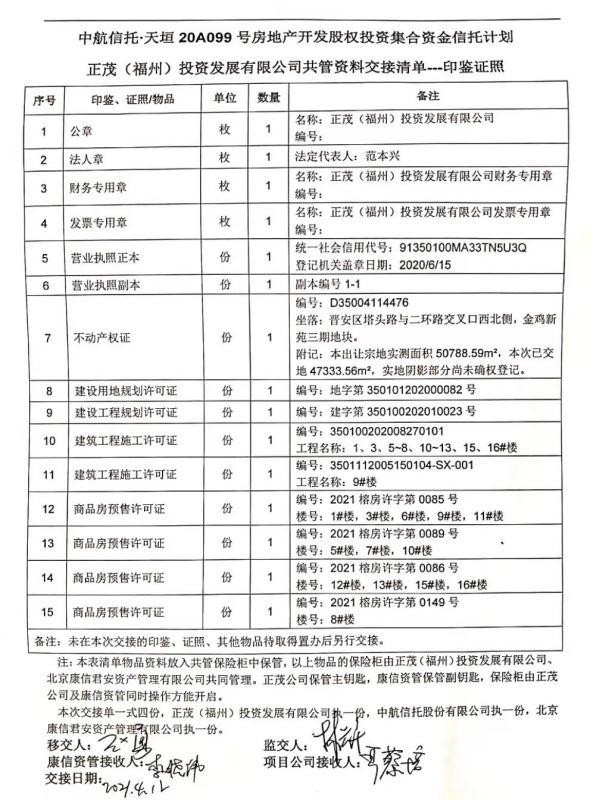 中航信托·天垣 20A099 号房地产开发股权投资集合资金信托计划
正茂（福州）投资发展有限公司共管资料交接清单---印鉴证照
序号 印鉴、证照/物品 单位 数量 备注
1 公章 枚 1 名称：正茂（福州）投资发展有限公司
编号：
2 法人章 枚 1 法定代表人：范本兴
3 财务专用章 枚 1 名称：正茂（福州）投资发展有限公司财务专用章
编号：
4 发票专用章 枚 1 名称：正茂（福州）投资发展有限公司发票专用章
编号：
5 营业执照正本 份 1 统一社会信用代号：91350100MA33TN5U3Q
登记机关盖章日期：2020/6/15
6 营业执照副本 份 1 副本编号 1-1
7 不动产权证 份 1 编号：D35004114476
坐落：晋安区塔头路与二环路交叉口西北侧，金鸡新
苑三期地块。
附记：本出让宗地实测面积 50788.59m²，本次已交
地 47333.56m²，实地阴影部分尚未确权登记。
8 建设用地规划许可证 份 1 编号：地字第 350101202000082 号
9 建设工程规划许可证 份 1 编号：建字第 350100202010023 号
10 建筑工程施工许可证 份 1 编号：350100202008270101
工程名称：1、3、5~8、10~13、15、16#楼
11 建筑工程施工许可证 份 1 编号：3501112005150104-SX-001
工程名称：9#楼
12 商品房预售许可证 份 1 编号：2021 榕房许字第 0085 号
楼号：1#楼，3#楼，6#楼，9#楼，11#楼
13 商品房预售许可证 份 1 编号：2021 榕房许字第 0089 号
楼号：5#楼，7#楼，10#楼
14 商品房预售许可证 份 1 编号：2021 榕房许字第 0086 号
楼号：12#楼，13#楼，15#楼，16#楼
15 商品房预售许可证 份 1 编号：2021 榕房许字第 0149 号
楼号：8#楼
备注：未在本次交接的印鉴、证照、其他物品待取得置办后另行交接。
注：本表清单物品资料放入共管保险柜中保管，以上物品的保险柜由正茂（福州）投资发展有限公司、
北京康信君安资产管理有限公司共同管理。正茂公司保管主钥匙，康信资管保管副钥匙，保险柜由正茂
公司及康信资管同时操作方能开启。
本次交接单一式四份，正茂（福州）投资发展有限公司执一份，中航信托股份有限公司执一份，北京
康信君安资产管理有限公司执一份。
移交人： 监交人：
康信资管接收人： 项目公司接收人：
交接日期：2021.4.12